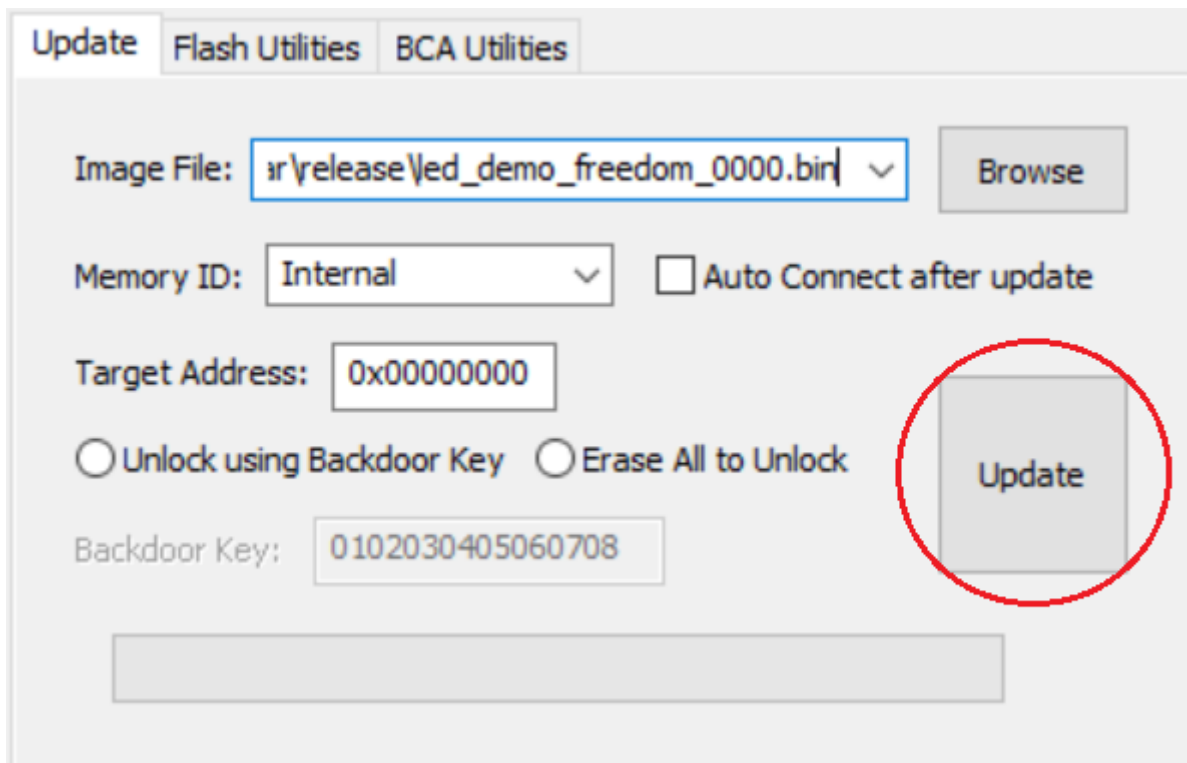 Update Flash Utilities BCA Utilities
Image File: ar\release\led_demo_freedom_0000.bin Browse
Memory ID: Internal Auto Connect after update
Target Address: 0x00000000
Unlock using Backdoor Key Erase All to Unlock Update
Backdoor Key: 0102030405060708